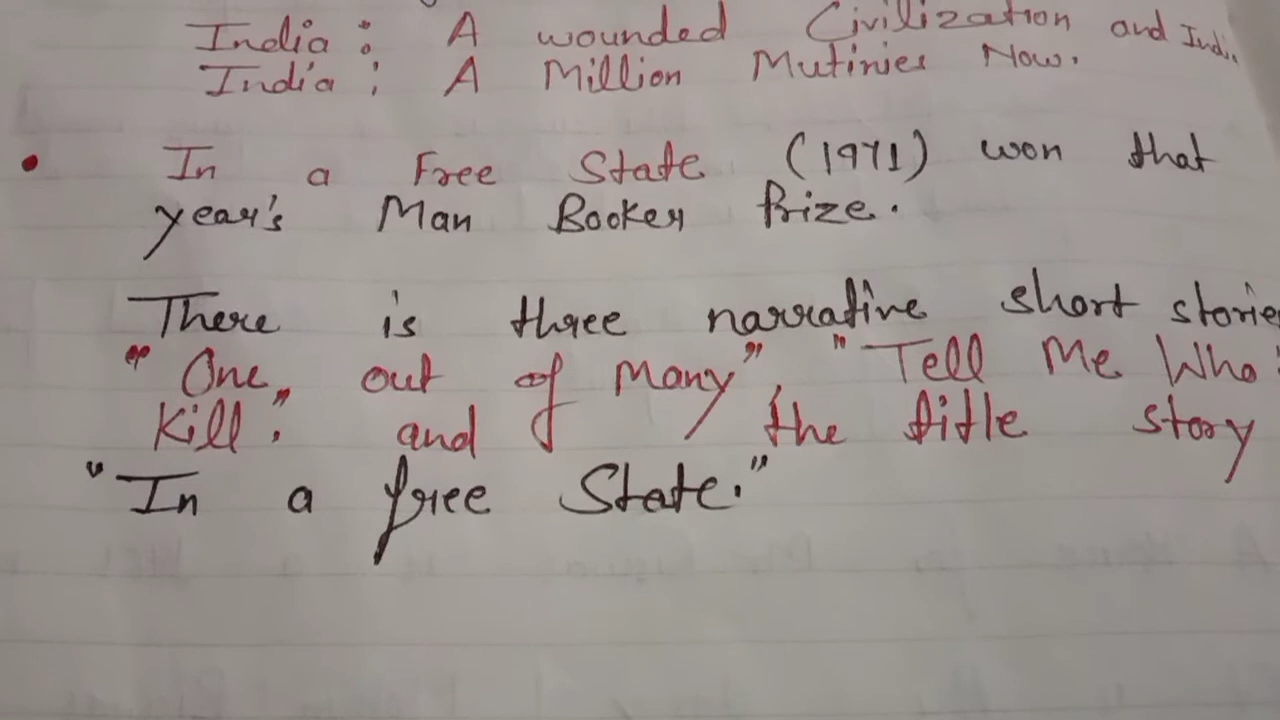 India : A wounded Civilization and
India : A Million Mutinies Now.
• In a Free State (1971) won that
year's Man Booker Prize.
There is three narrative short stories
"One out of Many", "Tell Me Who
Kill." and the title story
"In a free State."